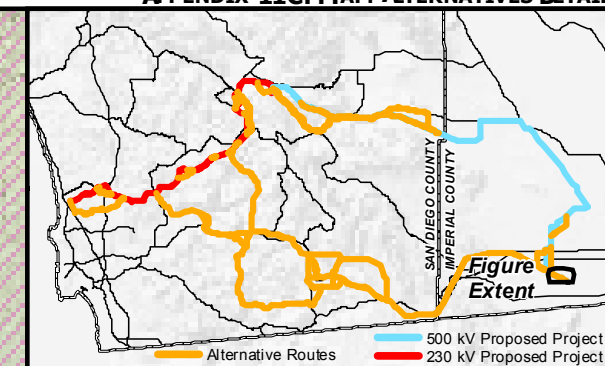 SAN DIEGO COUNTY
IMPERIAL COUNTY
Figure
Extent
500 kV Proposed Project
Alternative Routes
230 kV Proposed Project